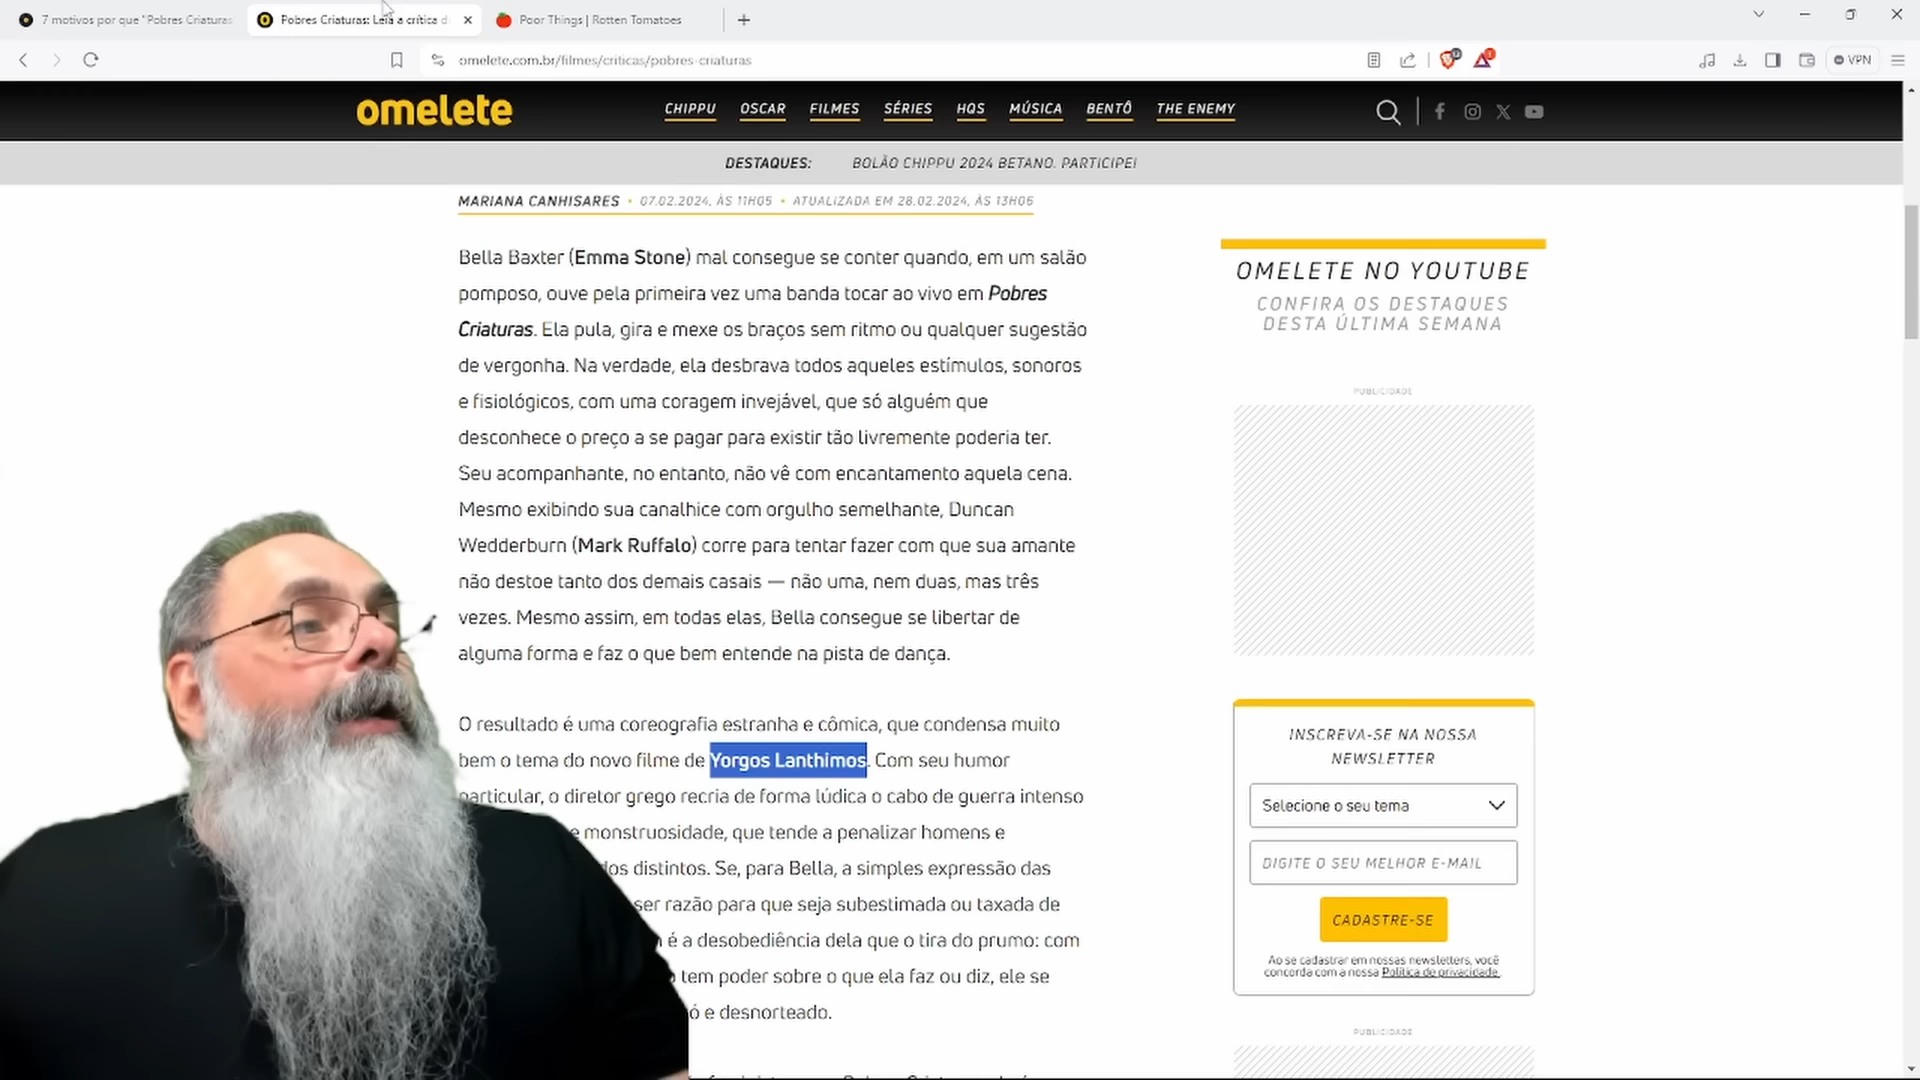 7 motivos por que "Pobres Criaturas
Pobres Criaturas: Leia a crítica d
Poor Things | Rotten Tomatoes
omelete.com.br/filmes/criticas/pobres-criaturas
VPN
omelete
CHIPPU OSCAR FILMES SÉRIES HQS MÚSICA BENTÔ THE ENEMY
DESTAQUES: BOLÃO CHIPPU 2024 BETANO. PARTICIPE!
MARIANA CANHISARES • 07.02.2024, ÀS 11H05 • ATUALIZADA EM 28.02.2024, ÀS 13H06
Bella Baxter (Emma Stone) mal consegue se conter quando, em um salão
pomposo, ouve pela primeira vez uma banda tocar ao vivo em Pobres
Criaturas. Ela pula, gira e mexe os braços sem ritmo ou qualquer sugestão
de vergonha. Na verdade, ela desbrava todos aqueles estímulos, sonoros
e fisiológicos, com uma coragem invejável, que só alguém que
desconhece o preço a se pagar para existir tão livremente poderia ter.
Seu acompanhante, no entanto, não vê com encantamento aquela cena.
Mesmo exibindo sua canalhice com orgulho semelhante, Duncan
Wedderburn (Mark Ruffalo) corre para tentar fazer com que sua amante
não destoe tanto dos demais casais — não uma, nem duas, mas três
vezes. Mesmo assim, em todas elas, Bella consegue se libertar de
alguma forma e faz o que bem entende na pista de dança.
O resultado é uma coreografia estranha e cômica, que condensa muito
bem o tema do novo filme de Yorgos Lanthimos. Com seu humor
particular, o diretor grego recria de forma lúdica o cabo de guerra intenso
e monstruosidade, que tende a penalizar homens e
dos distintos. Se, para Bella, a simples expressão das
ser razão para que seja subestimada ou taxada de
é a desobediência dela que o tira do prumo: com
tem poder sobre o que ela faz ou diz, ele se
ó e desnorteado.
OMELETE NO YOUTUBE
CONFIRA OS DESTAQUES
DESTA ÚLTIMA SEMANA
PUBLICIDADE
INSCREVA-SE NA NOSSA
NEWSLETTER
Selecione o seu tema
DIGITE O SEU MELHOR E-MAIL
CADASTRE-SE
Ao se cadastrar em nossas newsletters, você
concorda com a nossa Política de privacidade.
PUBLICIDADE